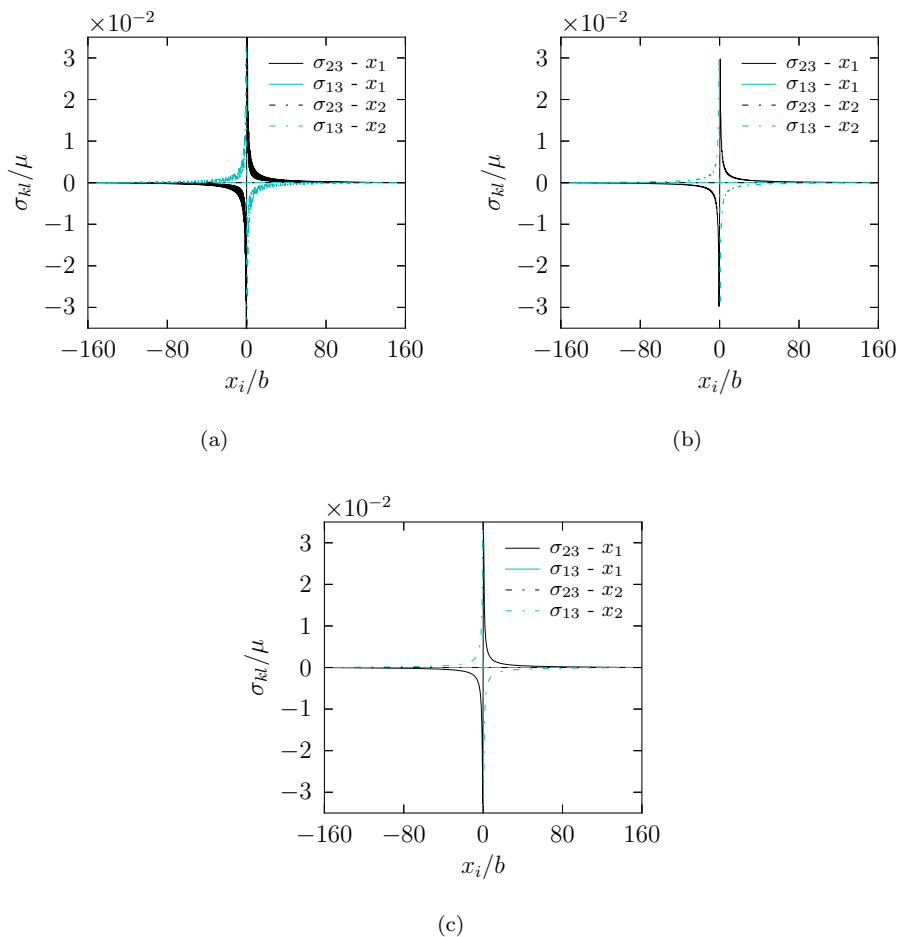 ×10⁻²
3
2
1
0
−1
−2
−3
σₖₗ/μ
−160 −80 0 80 160
xᵢ/b
σ₂₃ - x₁
σ₁₃ - x₁
σ₂₃ - x₂
σ₁₃ - x₂
(a)
×10⁻²
3
2
1
0
−1
−2
−3
σₖₗ/μ
−160 −80 0 80 160
xᵢ/b
σ₂₃ - x₁
σ₁₃ - x₁
σ₂₃ - x₂
σ₁₃ - x₂
(b)
×10⁻²
3
2
1
0
−1
−2
−3
σₖₗ/μ
−160 −80 0 80 160
xᵢ/b
σ₂₃ - x₁
σ₁₃ - x₁
σ₂₃ - x₂
σ₁₃ - x₂
(c)